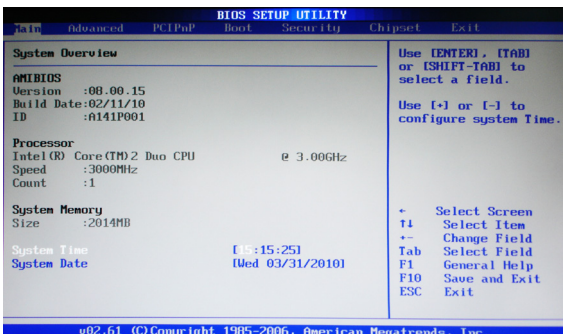 BIOS SETUP UTILITY
Main Advanced PCIPnP Boot Security Chipset Exit
System Overview
AMIBIOS
Version :08.00.15
Build Date:02/11/10
ID :A141P001
Processor
Intel(R) Core(TM)2 Duo CPU @ 3.00GHz
Speed :3000MHz
Count :1
System Memory
Size :2014MB
System Time [15:15:25]
System Date [Wed 03/31/2010]
Use [ENTER], [TAB]
or [SHIFT-TAB] to
select a field.
Use [+] or [-] to
configure system Time.
← Select Screen
↑↓ Select Item
+- Change Field
Tab Select Field
F1 General Help
F10 Save and Exit
ESC Exit
v02.61 (C)Copyright 1985-2006, American Megatrends, Inc.